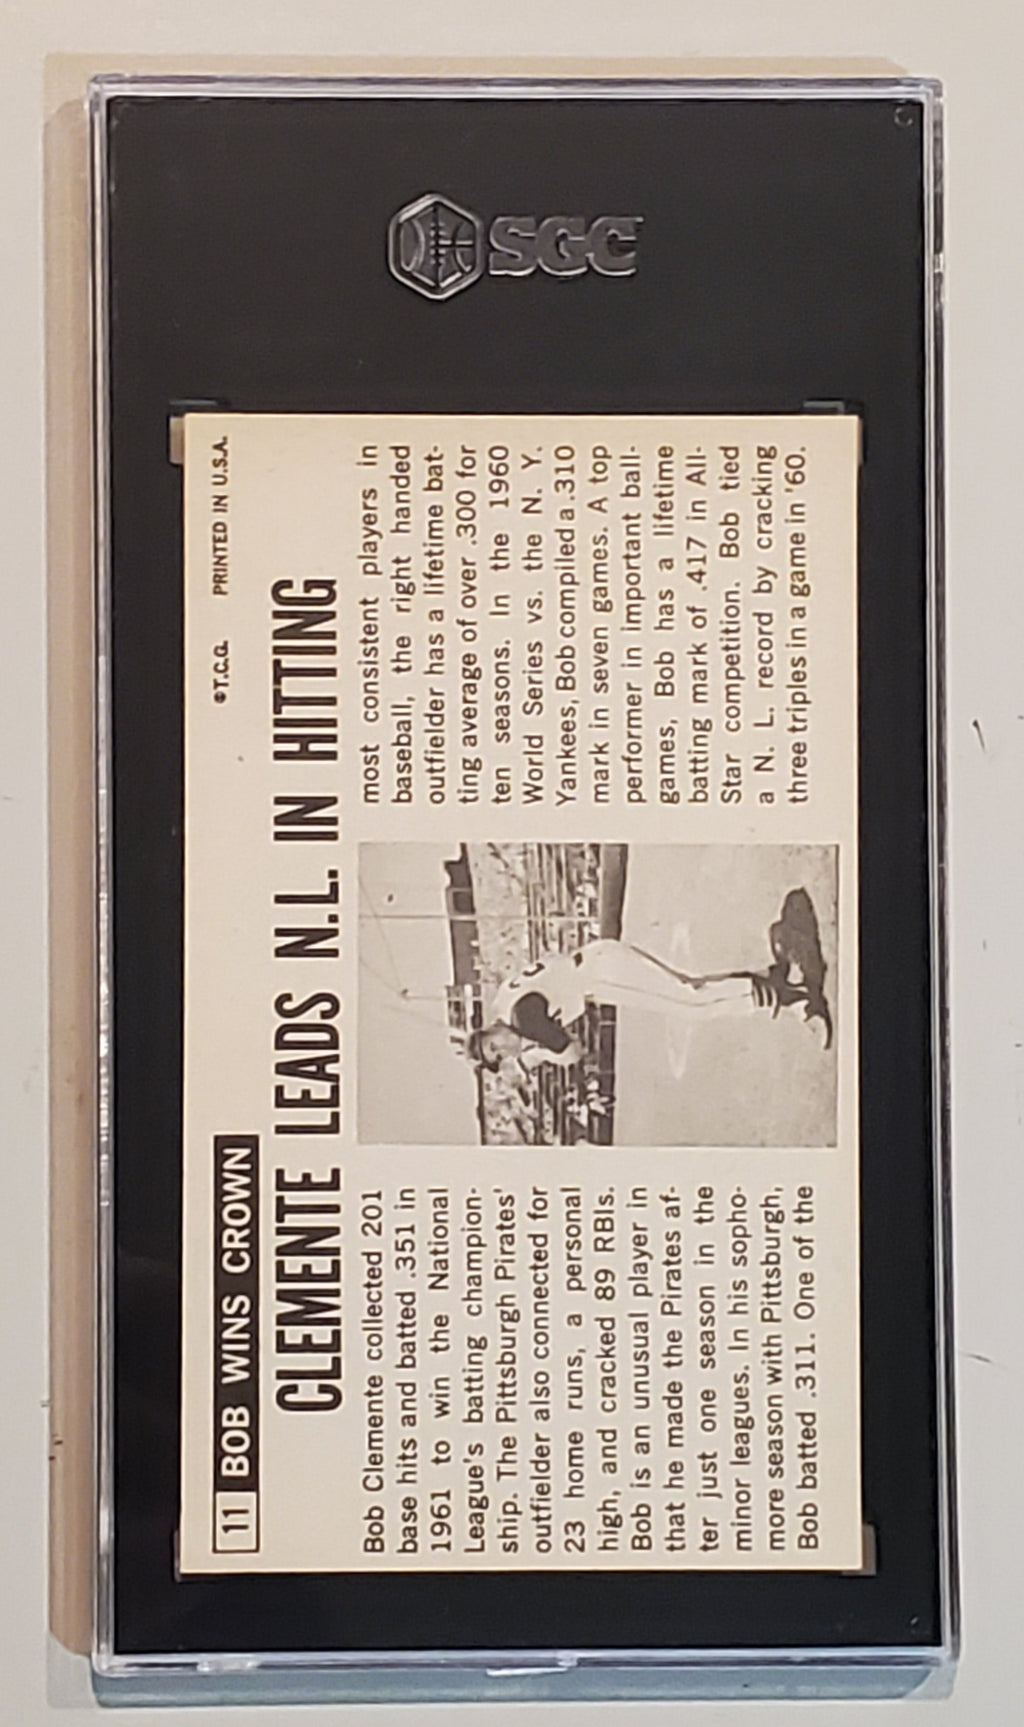 SGC
11 BOB WINS CROWN
©T.C.G. PRINTED IN U.S.A.
CLEMENTE LEADS N.L. IN HITTING
Bob Clemente collected 201
base hits and batted .351 in
1961 to win the National
League's batting champion-
ship. The Pittsburgh Pirates'
outfielder also connected for
23 home runs, a personal
high, and cracked 89 RBIs.
Bob is an unusual player in
that he made the Pirates af-
ter just one season in the
minor leagues. In his sopho-
more season with Pittsburgh,
Bob batted .311. One of the
most consistent players in
baseball, the right handed
outfielder has a lifetime bat-
ting average of over .300 for
ten seasons. In the 1960
World Series vs. the N. Y.
Yankees, Bob compiled a .310
mark in seven games. A top
performer in important ball-
games, Bob has a lifetime
batting mark of .417 in All-
Star competition. Bob tied
a N. L. record by cracking
three triples in a game in '60.